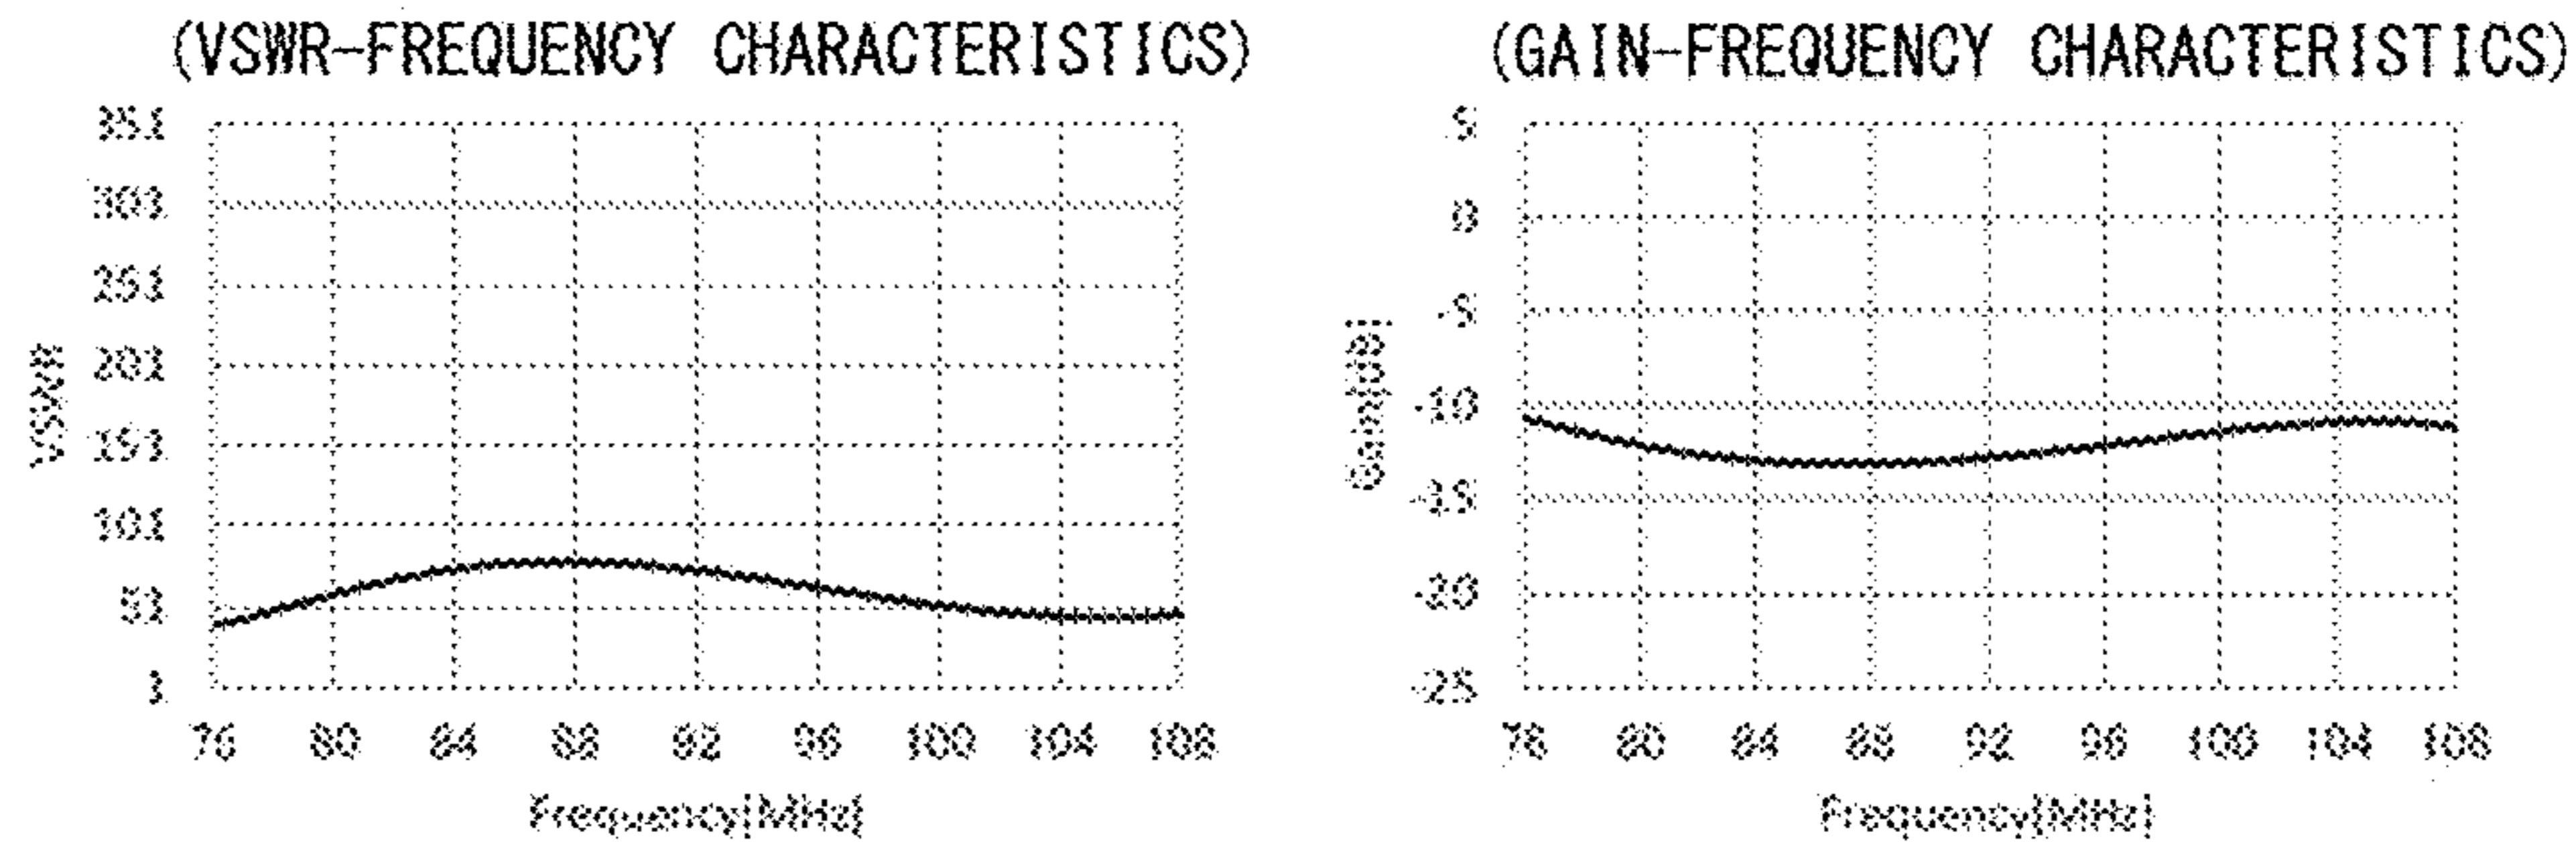 (VSWR-FREQUENCY CHARACTERISTICS)
351
301
251
201
151
101
51
1
VSWR
76 80 84 88 92 96 100 104 108
Frequency[MHz]
(GAIN-FREQUENCY CHARACTERISTICS)
5
0
-5
-10
-15
-20
-25
Gain[dB]
76 80 84 88 92 96 100 104 108
Frequency[MHz]